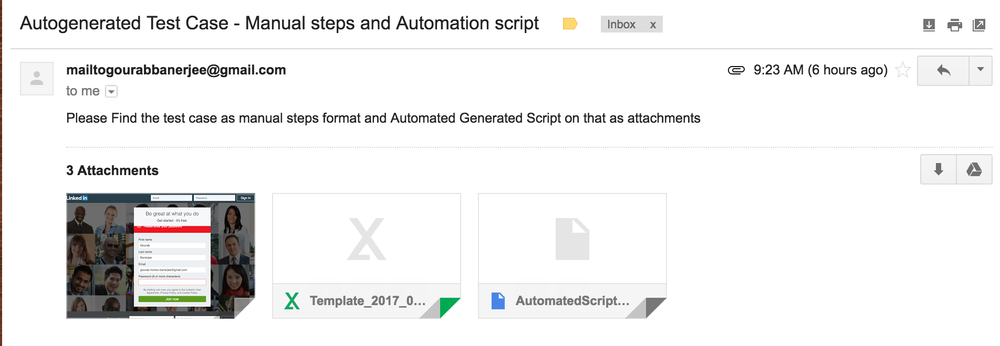 Autogenerated Test Case - Manual steps and Automation script
Inbox x
mailtogourabbanerjee@gmail.com
9:23 AM (6 hours ago)
to me
Please Find the test case as manual steps format and Automated Generated Script on that as attachments
3 Attachments
Linked in
Email
Password
Sign in
Be great at what you do
Get started - it's free.
Please enter your password
First name
Gourab
Last name
Banerjee
Email
gourab-mohan-banerjee@gmail.com
Password (6 or more characters)
By clicking Join now, you agree to the LinkedIn User
Agreement, Privacy Policy, and Cookie Policy.
Join now
Template_2017_0...
AutomatedScript...